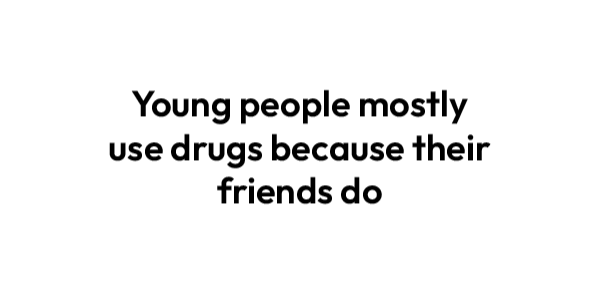 Young people mostly
use drugs because their
friends do